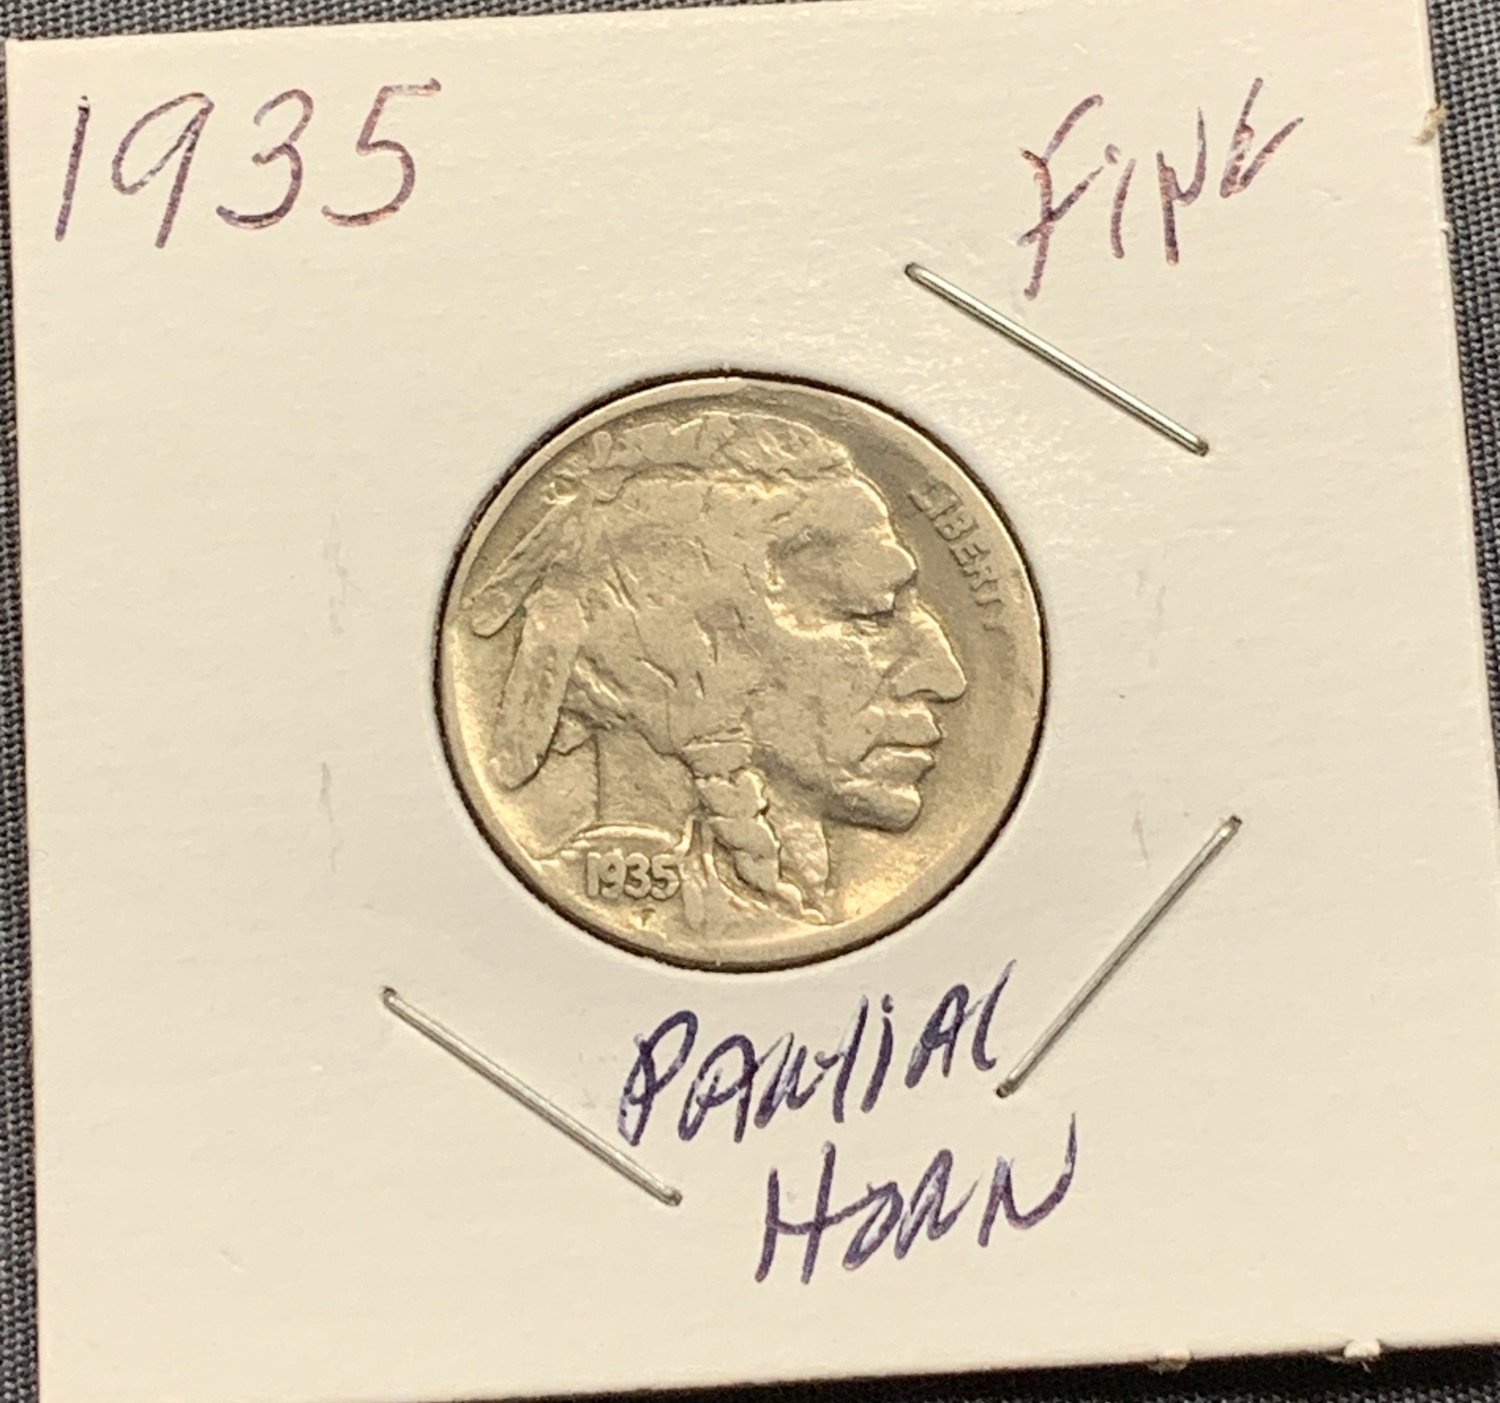 1935
FINE
LIBERTY
1935
F
PARtiAL
HORN